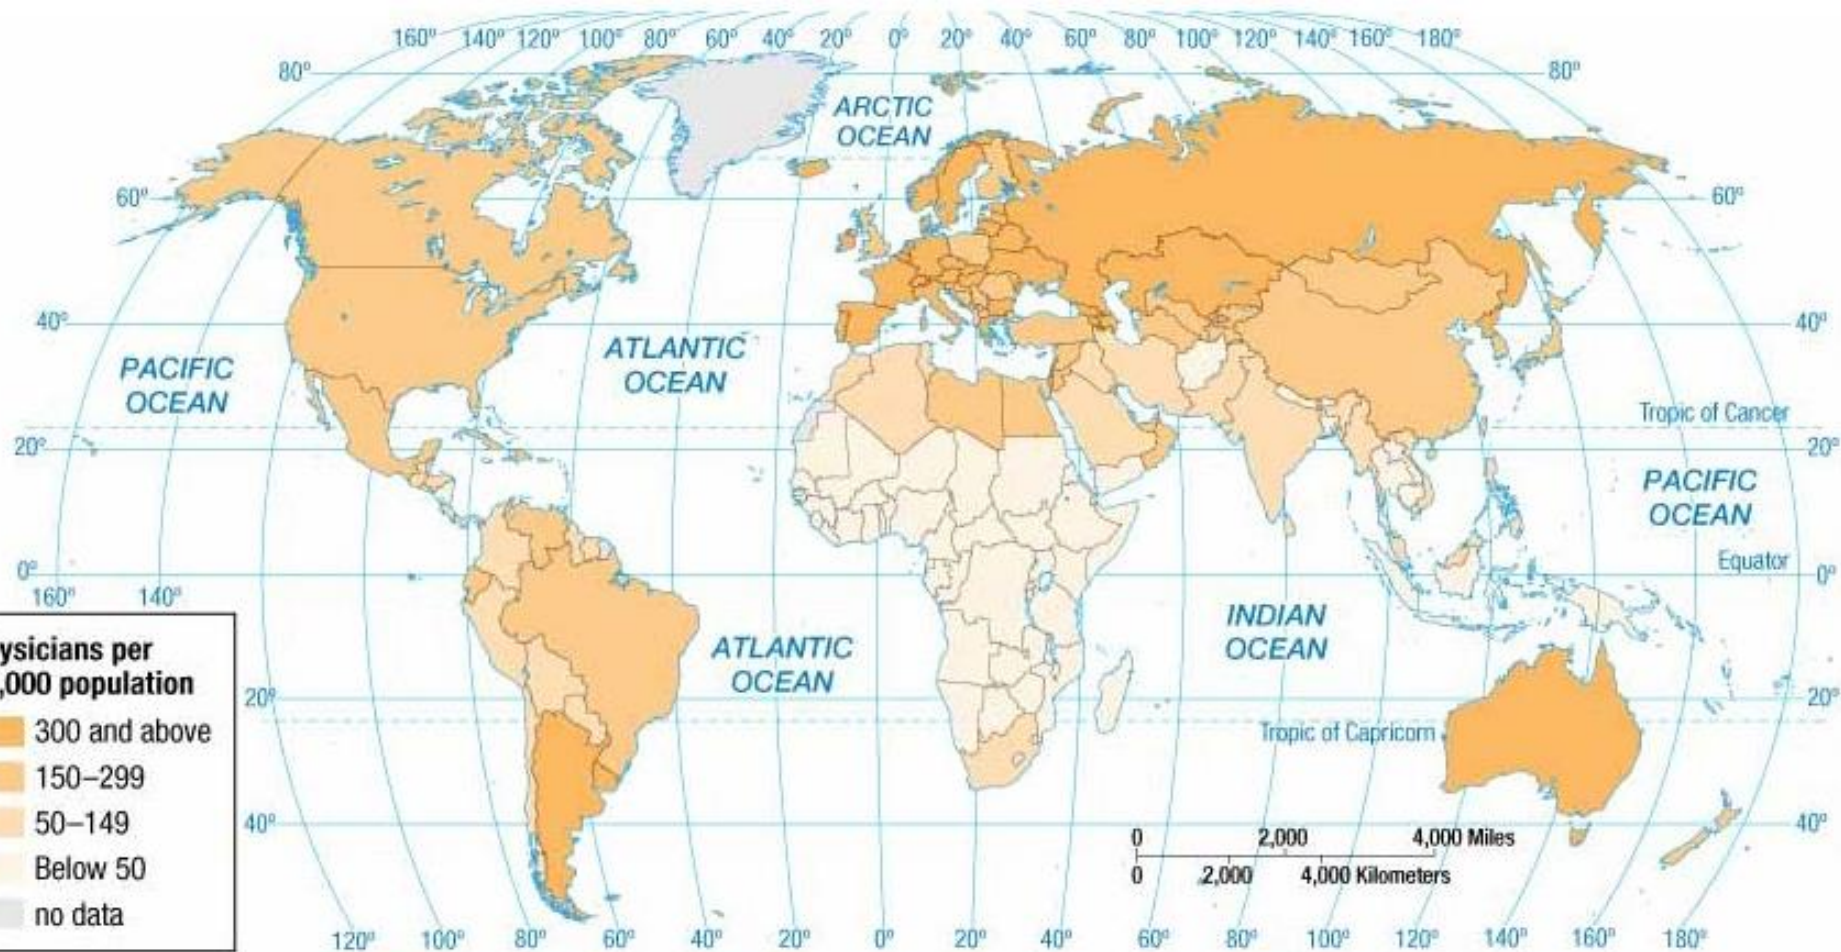 160° 140° 120° 100° 80° 60° 40° 20° 0° 20° 40° 60° 80° 100° 120° 140° 160° 180°
80° 80°
ARCTIC
OCEAN
60° 60°
40° 40°
PACIFIC
OCEAN
ATLANTIC
OCEAN
Tropic of Cancer
20° 20°
PACIFIC
OCEAN
Equator
0° 0°
160° 140°
INDIAN
OCEAN
ATLANTIC
OCEAN
20° 20°
Tropic of Capricorn
40° 40°
0 2,000 4,000 Miles
0 2,000 4,000 Kilometers
120° 100° 80° 60° 40° 20° 0° 20° 40° 60° 80° 100° 120° 140° 160° 180°
ysicians per
,000 population
300 and above
150–299
50–149
Below 50
no data